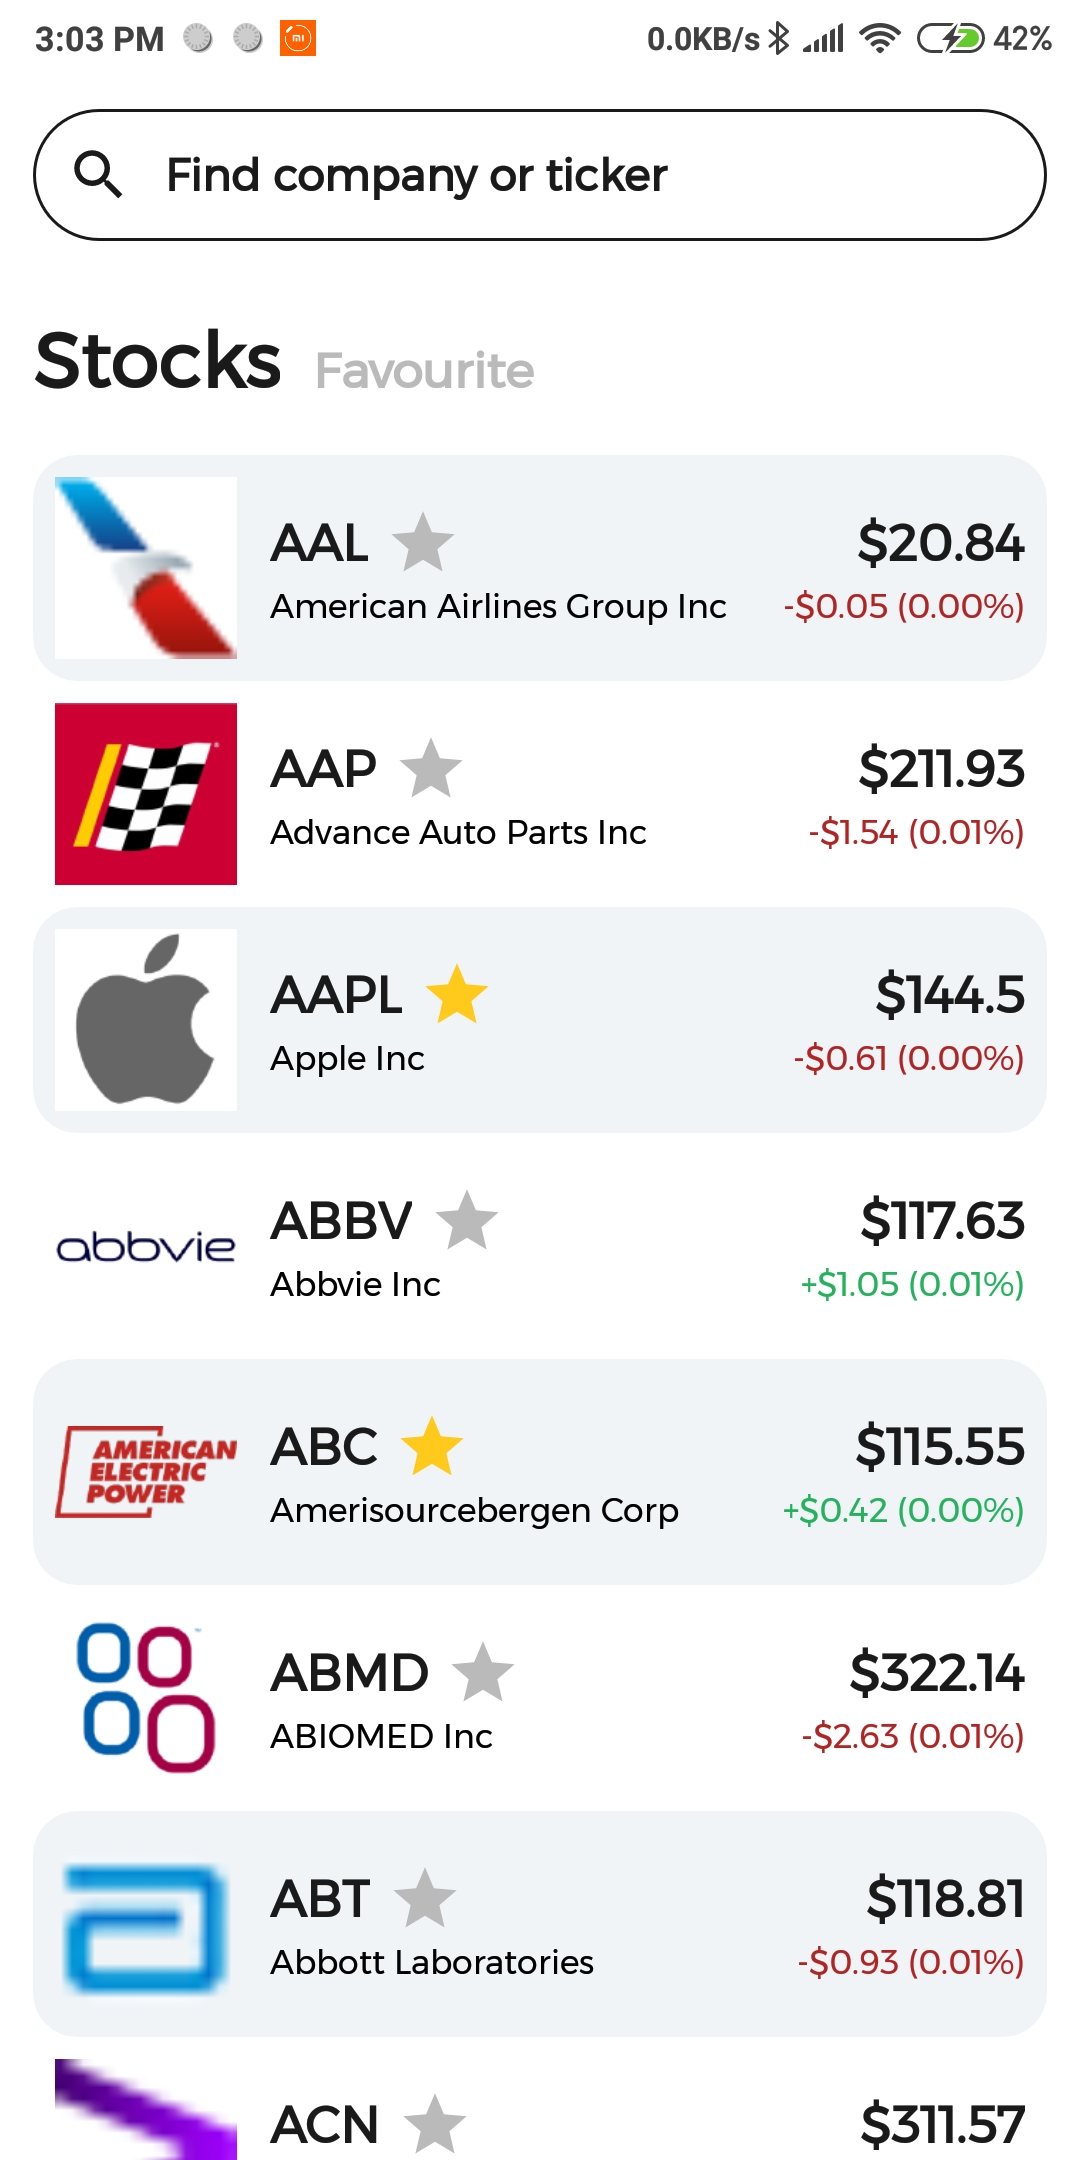 3:03 PM 0.0KB/s 42%
Find company or ticker
Stocks Favourite
AAL $20.84
American Airlines Group Inc -$0.05 (0.00%)
AAP $211.93
Advance Auto Parts Inc -$1.54 (0.01%)
AAPL $144.5
Apple Inc -$0.61 (0.00%)
ABBV $117.63
abbvie
Abbvie Inc +$1.05 (0.01%)
AMERICAN
ELECTRIC
POWER
ABC $115.55
Amerisourcebergen Corp +$0.42 (0.00%)
ABMD $322.14
ABIOMED Inc -$2.63 (0.01%)
ABT $118.81
Abbott Laboratories -$0.93 (0.01%)
ACN $311.57